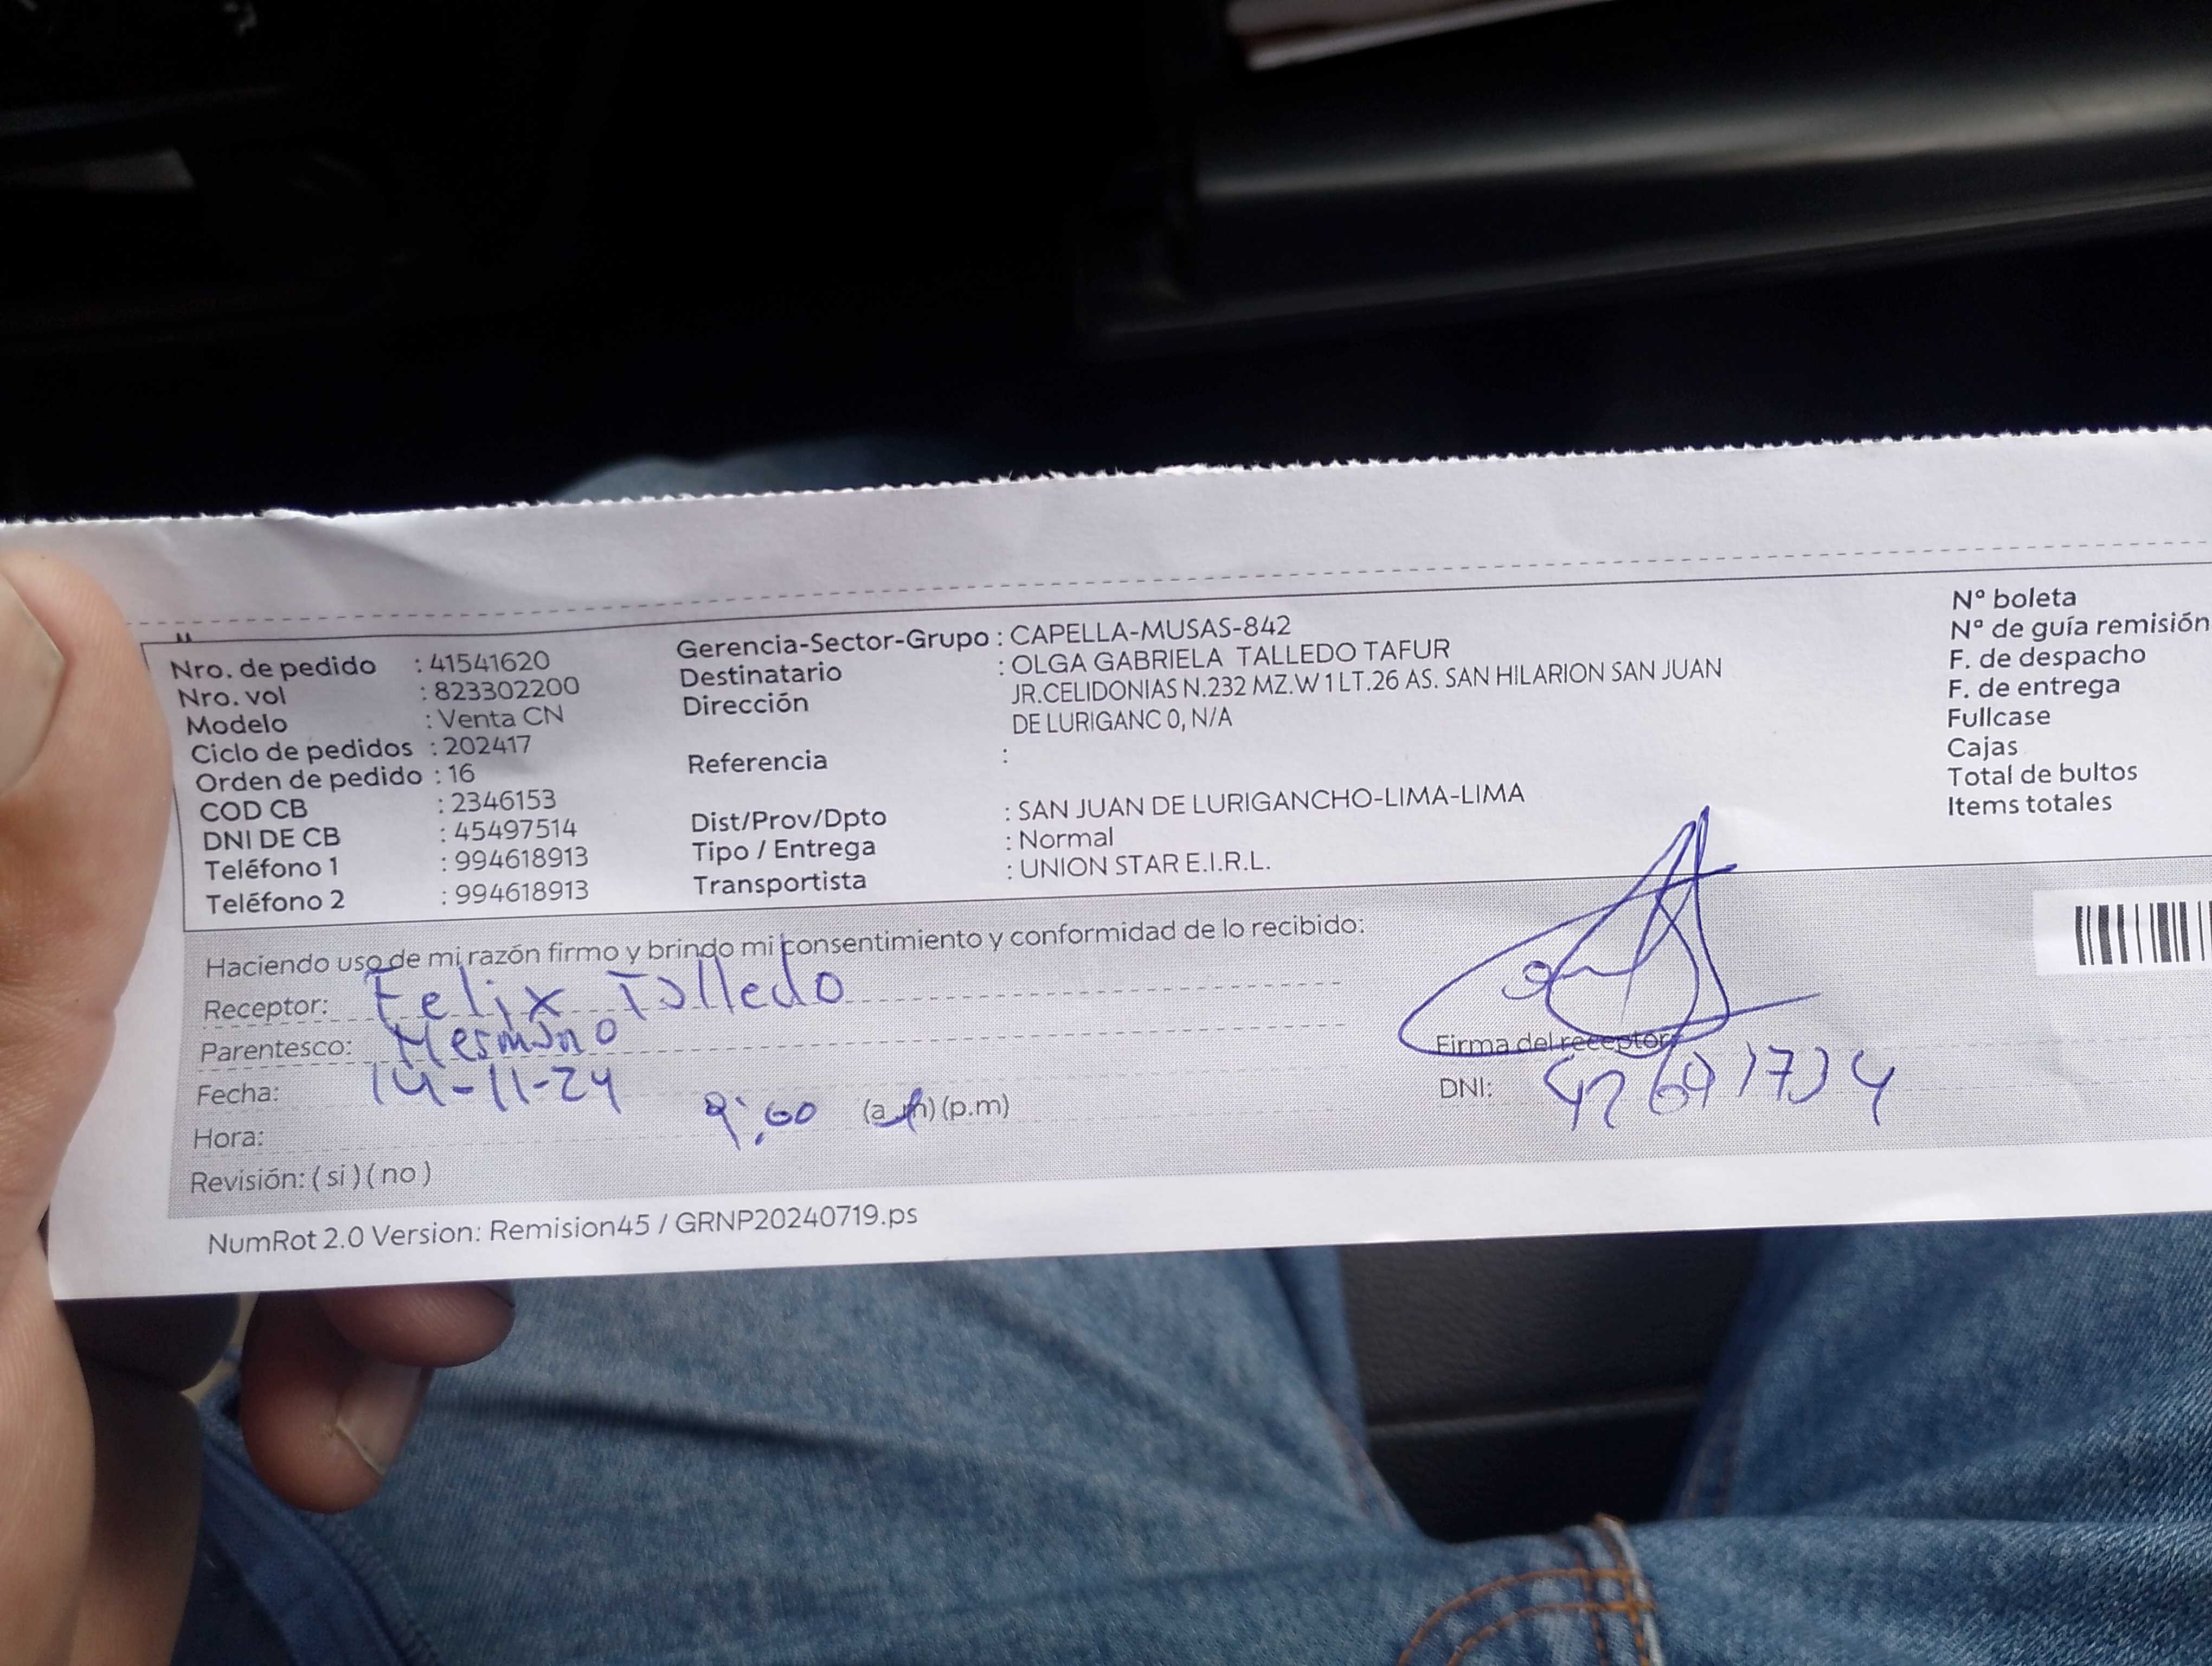 Nro. de pedido : 41541620
Nro. vol : 823302200
Modelo : Venta CN
Ciclo de pedidos : 202417
Orden de pedido : 16
COD CB : 2346153
DNI DE CB : 45497514
Teléfono 1 : 994618913
Teléfono 2 : 994618913
Gerencia-Sector-Grupo : CAPELLA-MUSAS-842
Destinatario : OLGA GABRIELA TALLEDO TAFUR
Dirección JR.CELIDONIAS N.232 MZ.W 1 LT.26 AS. SAN HILARION SAN JUAN
DE LURIGANC 0, N/A
Referencia :
Dist/Prov/Dpto : SAN JUAN DE LURIGANCHO-LIMA-LIMA
Tipo / Entrega : Normal
Transportista : UNION STAR E.I.R.L.
Nº boleta
Nº de guía remisión
F. de despacho
F. de entrega
Fullcase
Cajas
Total de bultos
Items totales
Haciendo uso de mi razón firmo y brindo mi consentimiento y conformidad de lo recibido:
Receptor: Felix Talledo
Parentesco: Hermano
Fecha: 14-11-24
Hora: 9:00 (a.m) (p.m)
Revisión: ( si ) ( no )
Firma del receptor
DNI:
NumRot 2.0 Version: Remision45 / GRNP20240719.ps